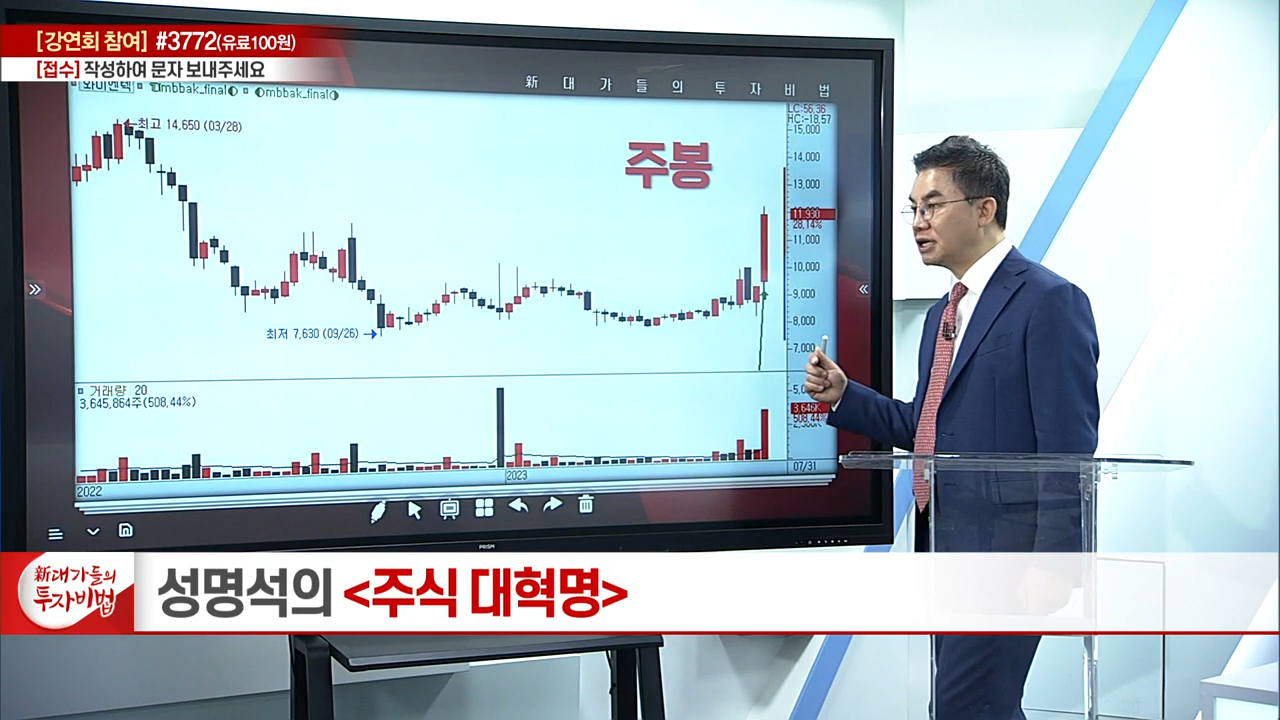 [강연회 참여] #3772(유료100원)
[접수] 작성하여 문자 보내주세요
新 대 가 들 의 투 자 비 법
와이엔텍 mbbak_final mbbak_final
LC:56,36
HC:-18,57
최고 14,650 (03/28)
주봉
15,000
14,000
13,000
11,930
28,14%
11,000
10,000
9,000
8,000
7,000
최저 7,630 (09/26)
거래량 20
3,645,864주(508,44%)
3,646K
508,44%
2022
2023
07/31
PRISM
新대가들의
투자비법
성명석의 <주식 대혁명>